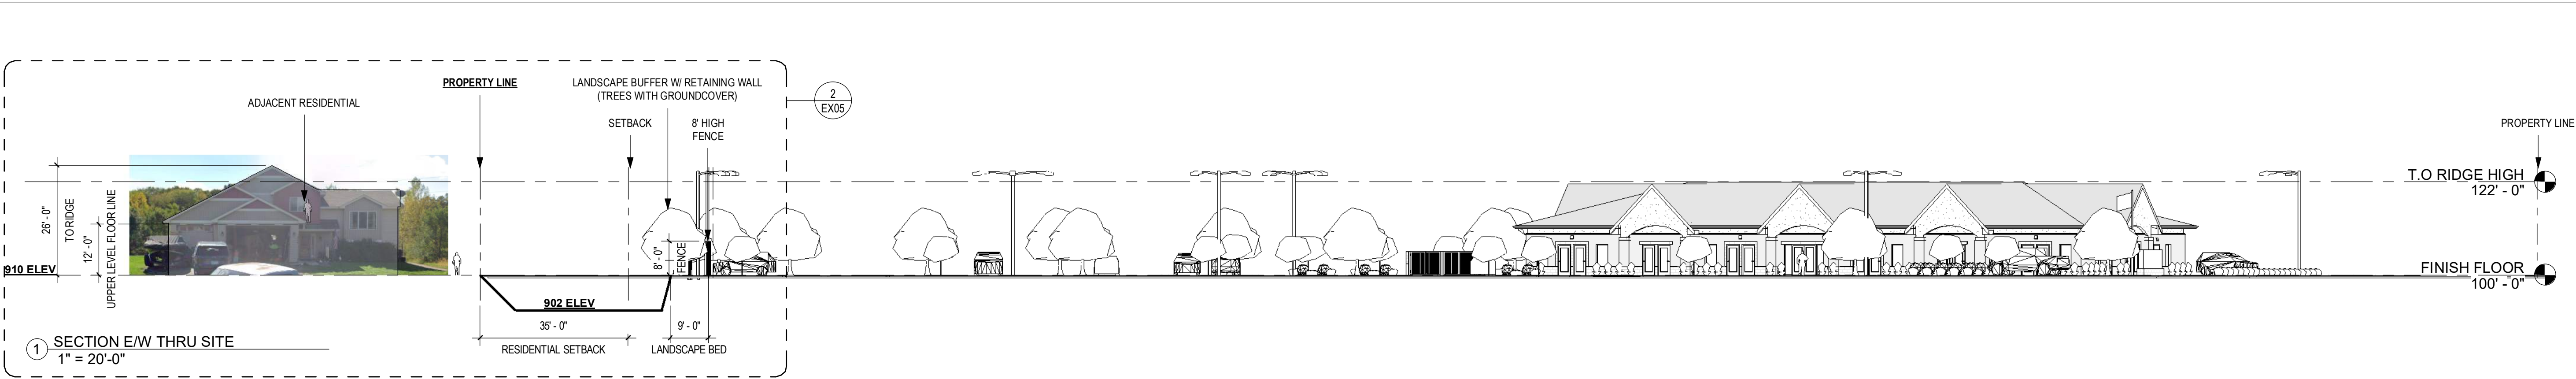 PROPERTY LINE
LANDSCAPE BUFFER W/ RETAINING WALL
(TREES WITH GROUNDCOVER)
2
EX05
ADJACENT RESIDENTIAL
SETBACK
8' HIGH
FENCE
PROPERTY LINE
26' - 0"
TO RIDGE
12' - 0"
UPPER LEVEL FLOOR LINE
8' - 0"
FENCE
T.O RIDGE HIGH
122' - 0"
910 ELEV
FINISH FLOOR
100' - 0"
902 ELEV
35' - 0"
9' - 0"
RESIDENTIAL SETBACK
LANDSCAPE BED
1
SECTION E/W THRU SITE
1" = 20'-0"